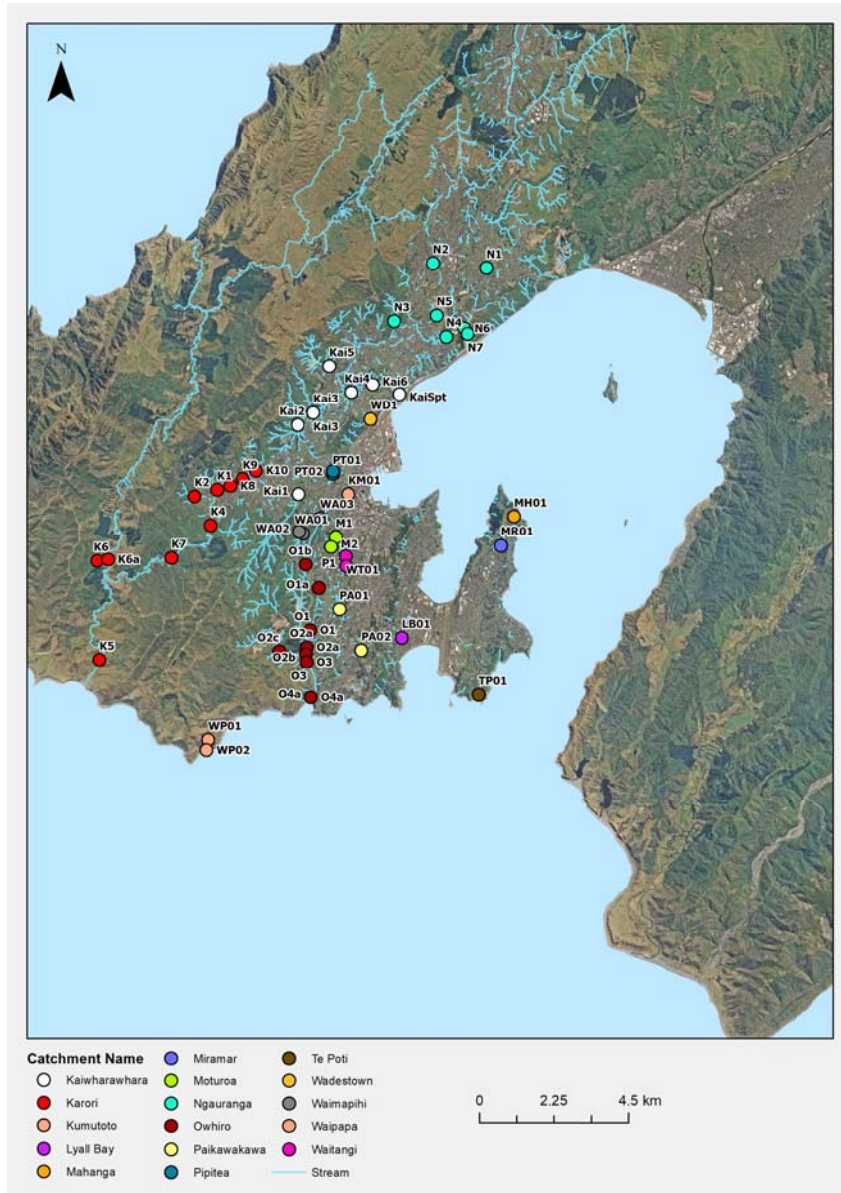 N
N2
N1
N5
N3
N4
N6
N7
Kai5
Kai4
Kai6
KaiSpt
Kai3
WD1
Kai2
Kai3
PT01
K9
K10
PT02
K1
K2
K8
Kai1
KM01
WA03
MH01
K4
WA01
WA02
M1
MR01
M2
K7
K6
K6a
O1b
P1
WT01
O1a
PA01
O1
O1
LB01
O2c
O2a
O2a
PA02
O2b
O3
K5
O3
TP01
O4a
O4a
WP01
WP02
Catchment Name
Kaiwharawhara
Karori
Kumutoto
Lyall Bay
Mahanga
Miramar
Moturoa
Ngauranga
Owhiro
Paikawakawa
Pipitea
Te Poti
Wadestown
Waimapihi
Waipapa
Waitangi
Stream
0 2.25 4.5 km